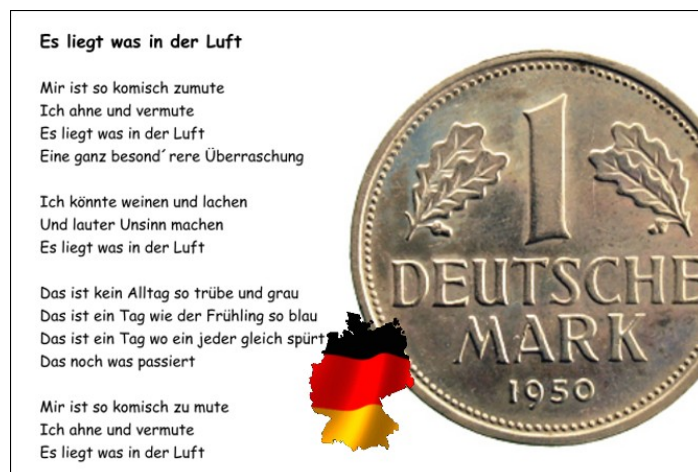 Es liegt was in der Luft
Mir ist so komisch zumute
Ich ahne und vermute
Es liegt was in der Luft
Eine ganz besond´rere Überraschung
Ich könnte weinen und lachen
Und lauter Unsinn machen
Es liegt was in der Luft
Das ist kein Alltag so trübe und grau
Das ist ein Tag wie der Frühling so blau
Das ist ein Tag wo ein jeder gleich spürt
Das noch was passiert
Mir ist so komisch zu mute
Ich ahne und vermute
Es liegt was in der Luft
1
DEUTSCHE
MARK
1950